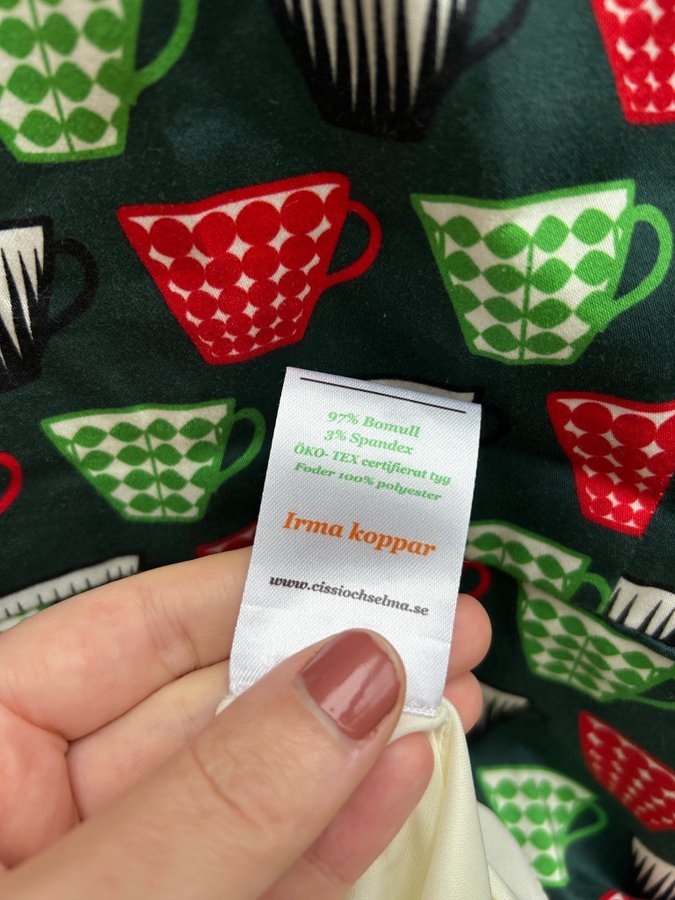 97% Bomull
3% Spandex
ÖKO- TEX certifierat tyg
Foder 100% polyester
Irma koppar
www.cissiochselma.se